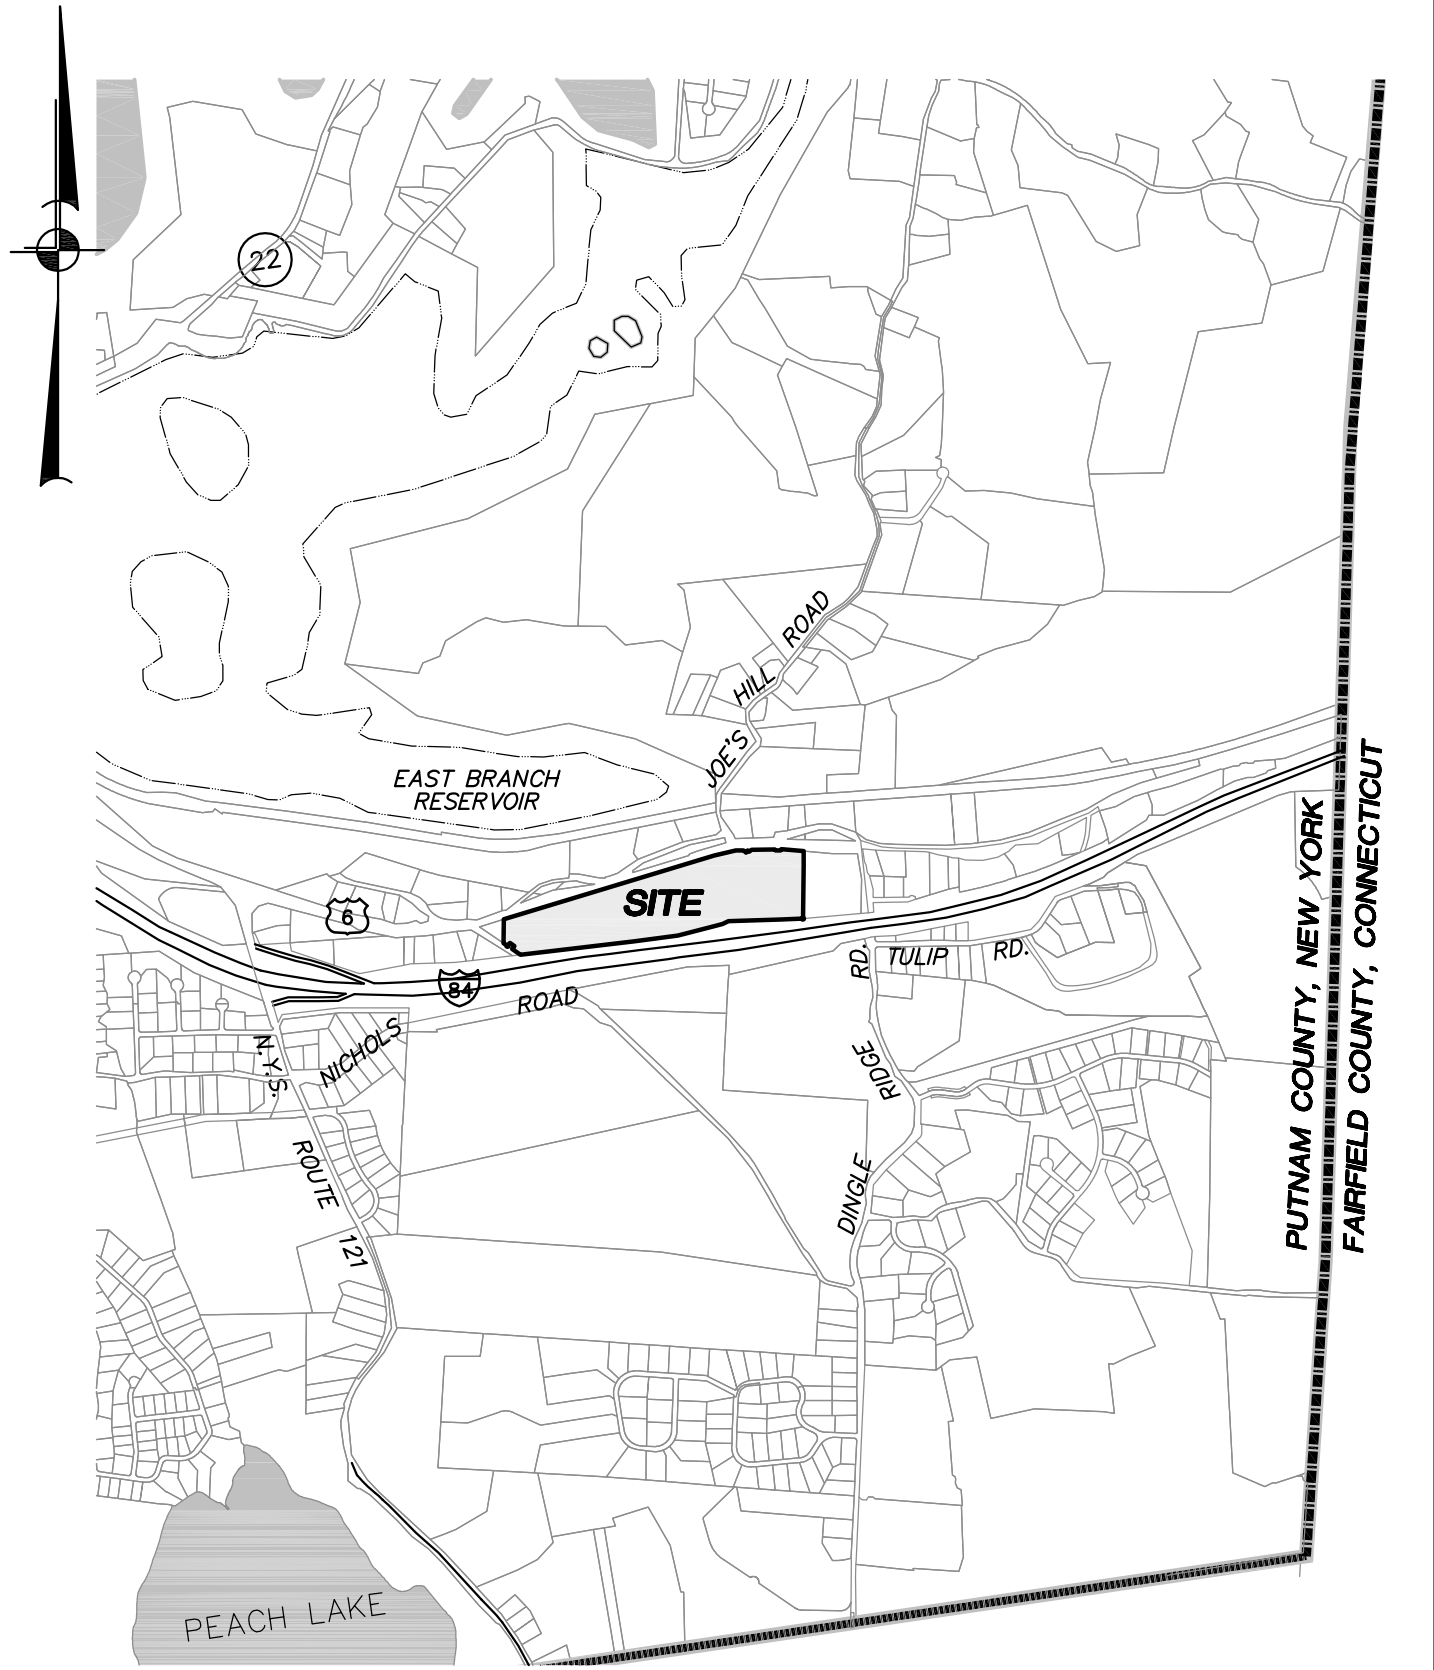 22
JOE'S HILL ROAD
EAST BRANCH
RESERVOIR
SITE
6
84
TULIP RD.
NICHOLS ROAD
DINGLE RIDGE RD.
N.Y.S. ROUTE 121
PUTNAM COUNTY, NEW YORK
FAIRFIELD COUNTY, CONNECTICUT
PEACH LAKE